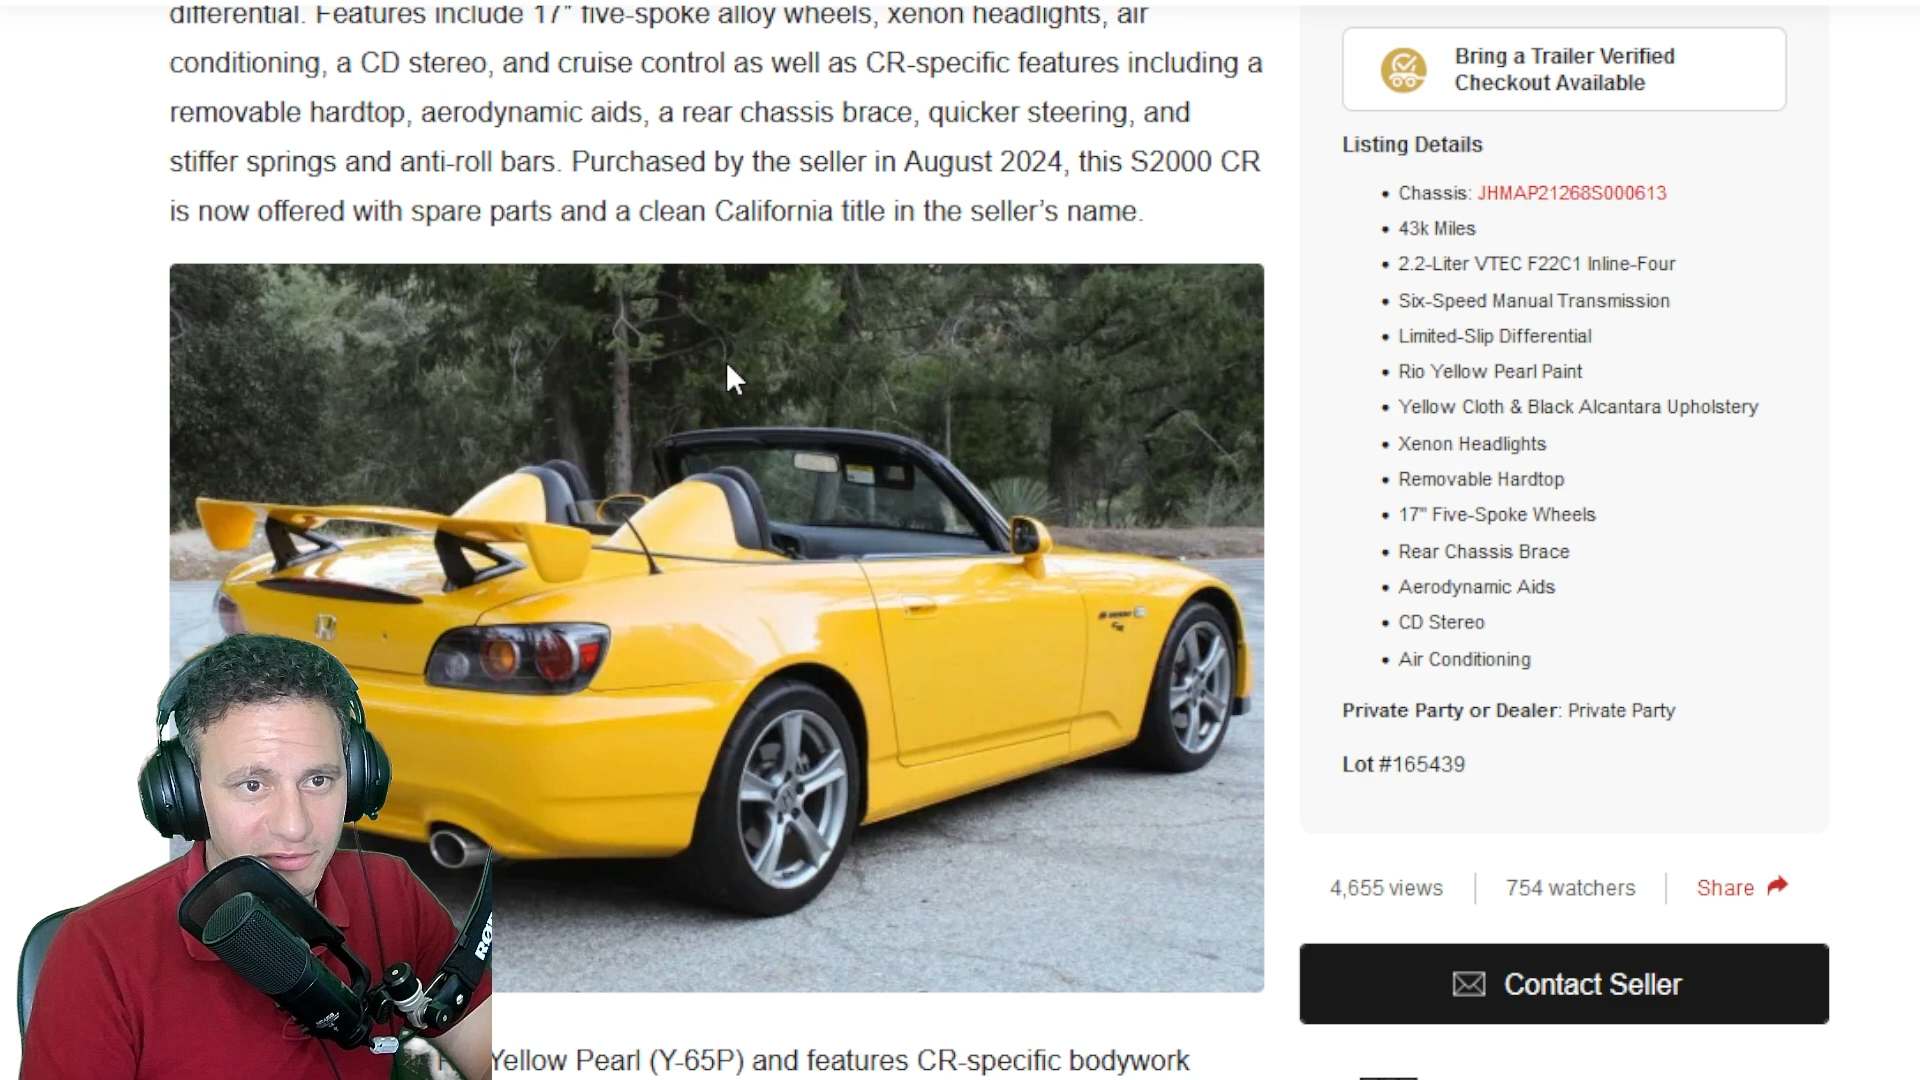 differential. Features include 17" five-spoke alloy wheels, xenon headlights, air
conditioning, a CD stereo, and cruise control as well as CR-specific features including a
removable hardtop, aerodynamic aids, a rear chassis brace, quicker steering, and
stiffer springs and anti-roll bars. Purchased by the seller in August 2024, this S2000 CR
is now offered with spare parts and a clean California title in the seller's name.
Yellow Pearl (Y-65P) and features CR-specific bodywork
Bring a Trailer Verified
Checkout Available
Listing Details
• Chassis: JHMAP21268S000613
• 43k Miles
• 2.2-Liter VTEC F22C1 Inline-Four
• Six-Speed Manual Transmission
• Limited-Slip Differential
• Rio Yellow Pearl Paint
• Yellow Cloth & Black Alcantara Upholstery
• Xenon Headlights
• Removable Hardtop
• 17" Five-Spoke Wheels
• Rear Chassis Brace
• Aerodynamic Aids
• CD Stereo
• Air Conditioning
Private Party or Dealer: Private Party
Lot #165439
4,655 views
754 watchers
Share
Contact Seller